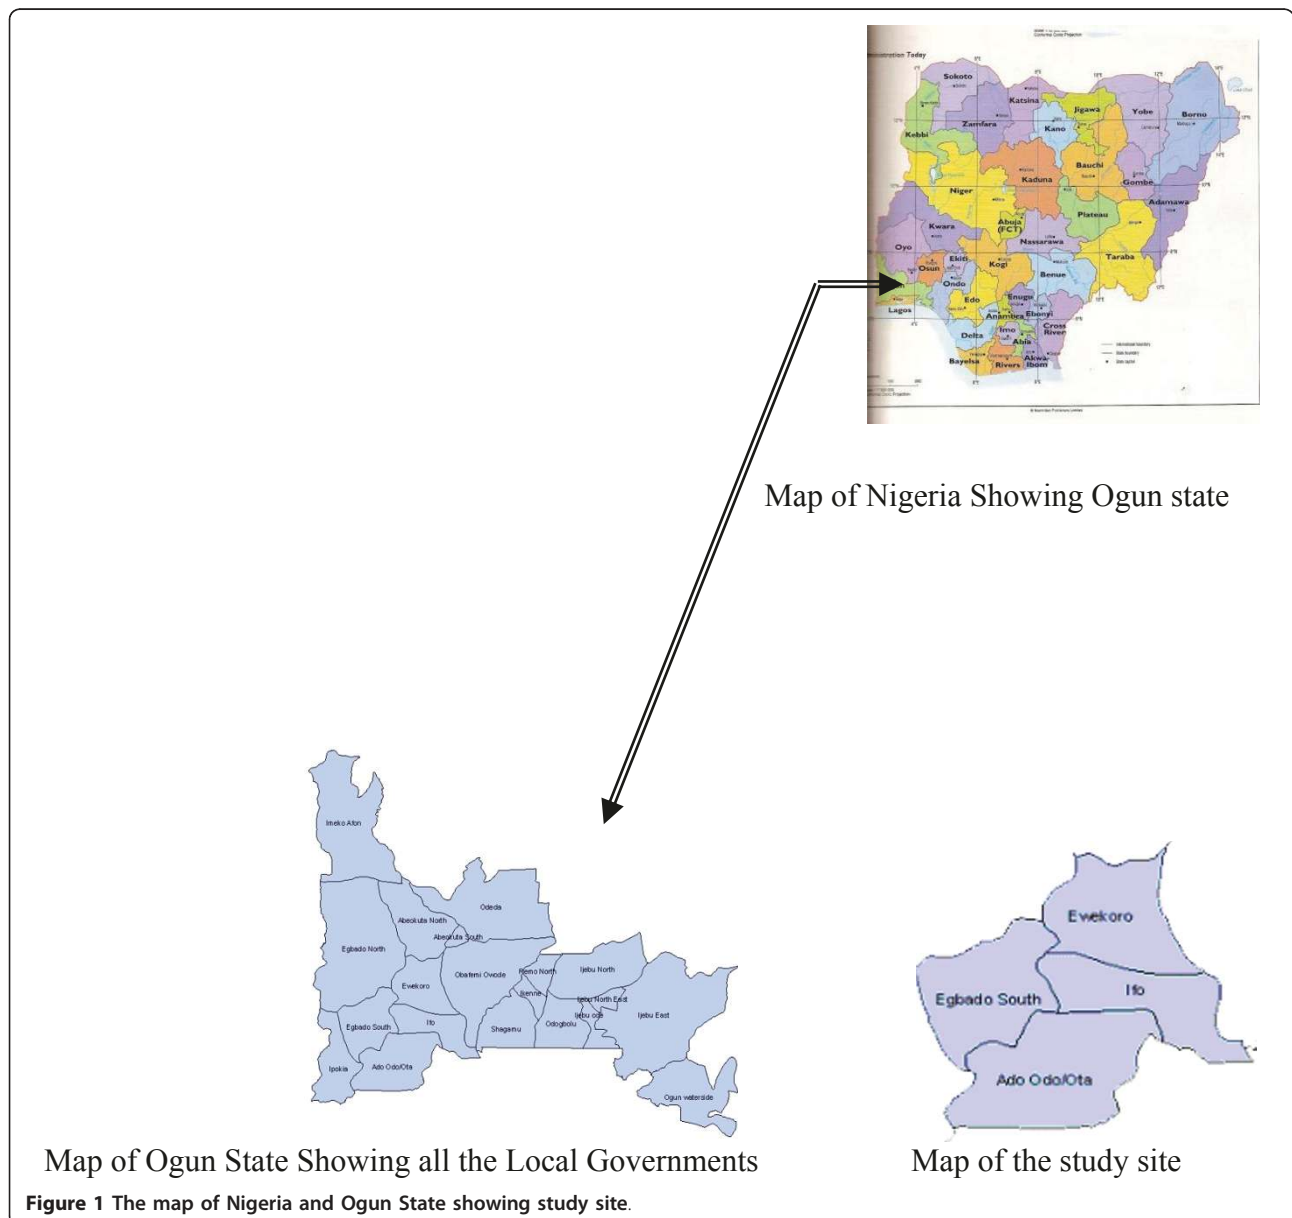 ministration Today
Sokoto
Katsina
Jigawa
Yobe
Borno
Zamfara
Kano
Kebbi
Bauchi
Gombe
Kaduna
Niger
Adamawa
Plateau
Abuja
(FCT)
Kwara
Nassarawa
Oyo
Taraba
Ekiti
Kogi
Osun
Benue
Ondo
Edo
Enugu
Lagos
Anambra
Ebonyi
Cross
River
Delta
Imo
Abia
Bayelsa
Rivers
Akwa
Ibom
Map of Nigeria Showing Ogun state
Imeko Afon
Odeda
Abeokuta North
Abeokuta South
Egbado North
Obafemi Owode
Remo North
Ijebu North
Ewekoro
Ikenne
Ijebu North East
Ijebu ode
Ijebu East
Egbado South
Ifo
Shagamu
Odogbolu
Ipokia
Ado Odo/Ota
Ogun waterside
Ewekoro
Egbado South
Ifo
Ado Odo/Ota
Map of Ogun State Showing all the Local Governments
Map of the study site
Figure 1 The map of Nigeria and Ogun State showing study site.